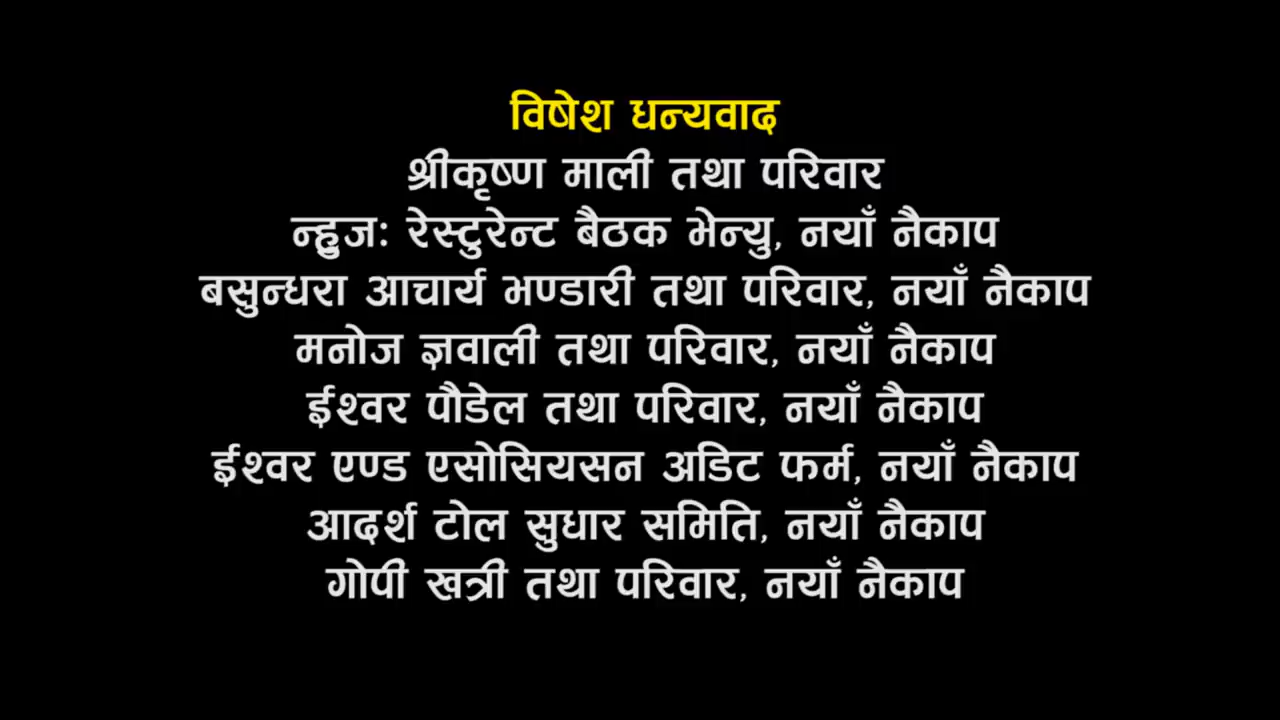 विषेश धन्यवाद
श्रीकृष्ण माली तथा परिवार
न्हुजः रेस्टुरेन्ट बैठक भेन्यु, नयाँ नैकाप
बसुन्धरा आचार्य भण्डारी तथा परिवार, नयाँ नैकाप
मनोज ज्ञवाली तथा परिवार, नयाँ नैकाप
ईश्वर पौडेल तथा परिवार, नयाँ नैकाप
ईश्वर एण्ड एसोसियसन अडिट फर्म, नयाँ नैकाप
आदर्श टोल सुधार समिति, नयाँ नैकाप
गोपी खत्री तथा परिवार, नयाँ नैकाप